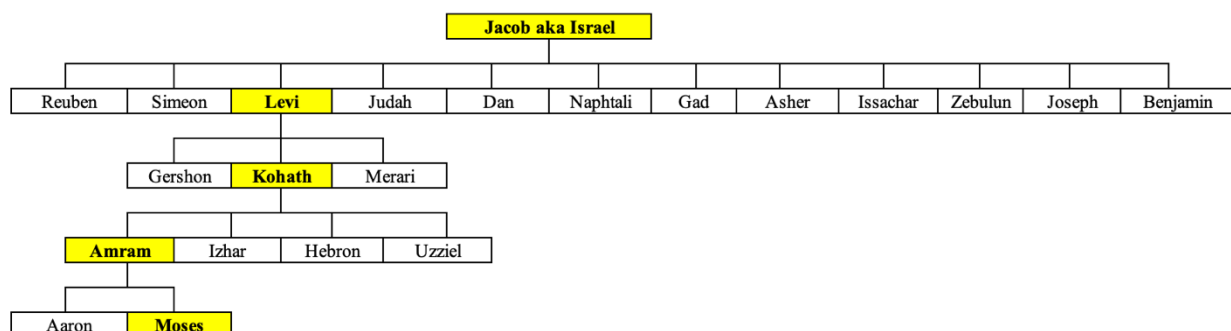 Jacob aka Israel
Reuben Simeon Levi Judah Dan Naphtali Gad Asher Issachar Zebulun Joseph Benjamin
Gershon Kohath Merari
Amram Izhar Hebron Uzziel
Aaron Moses